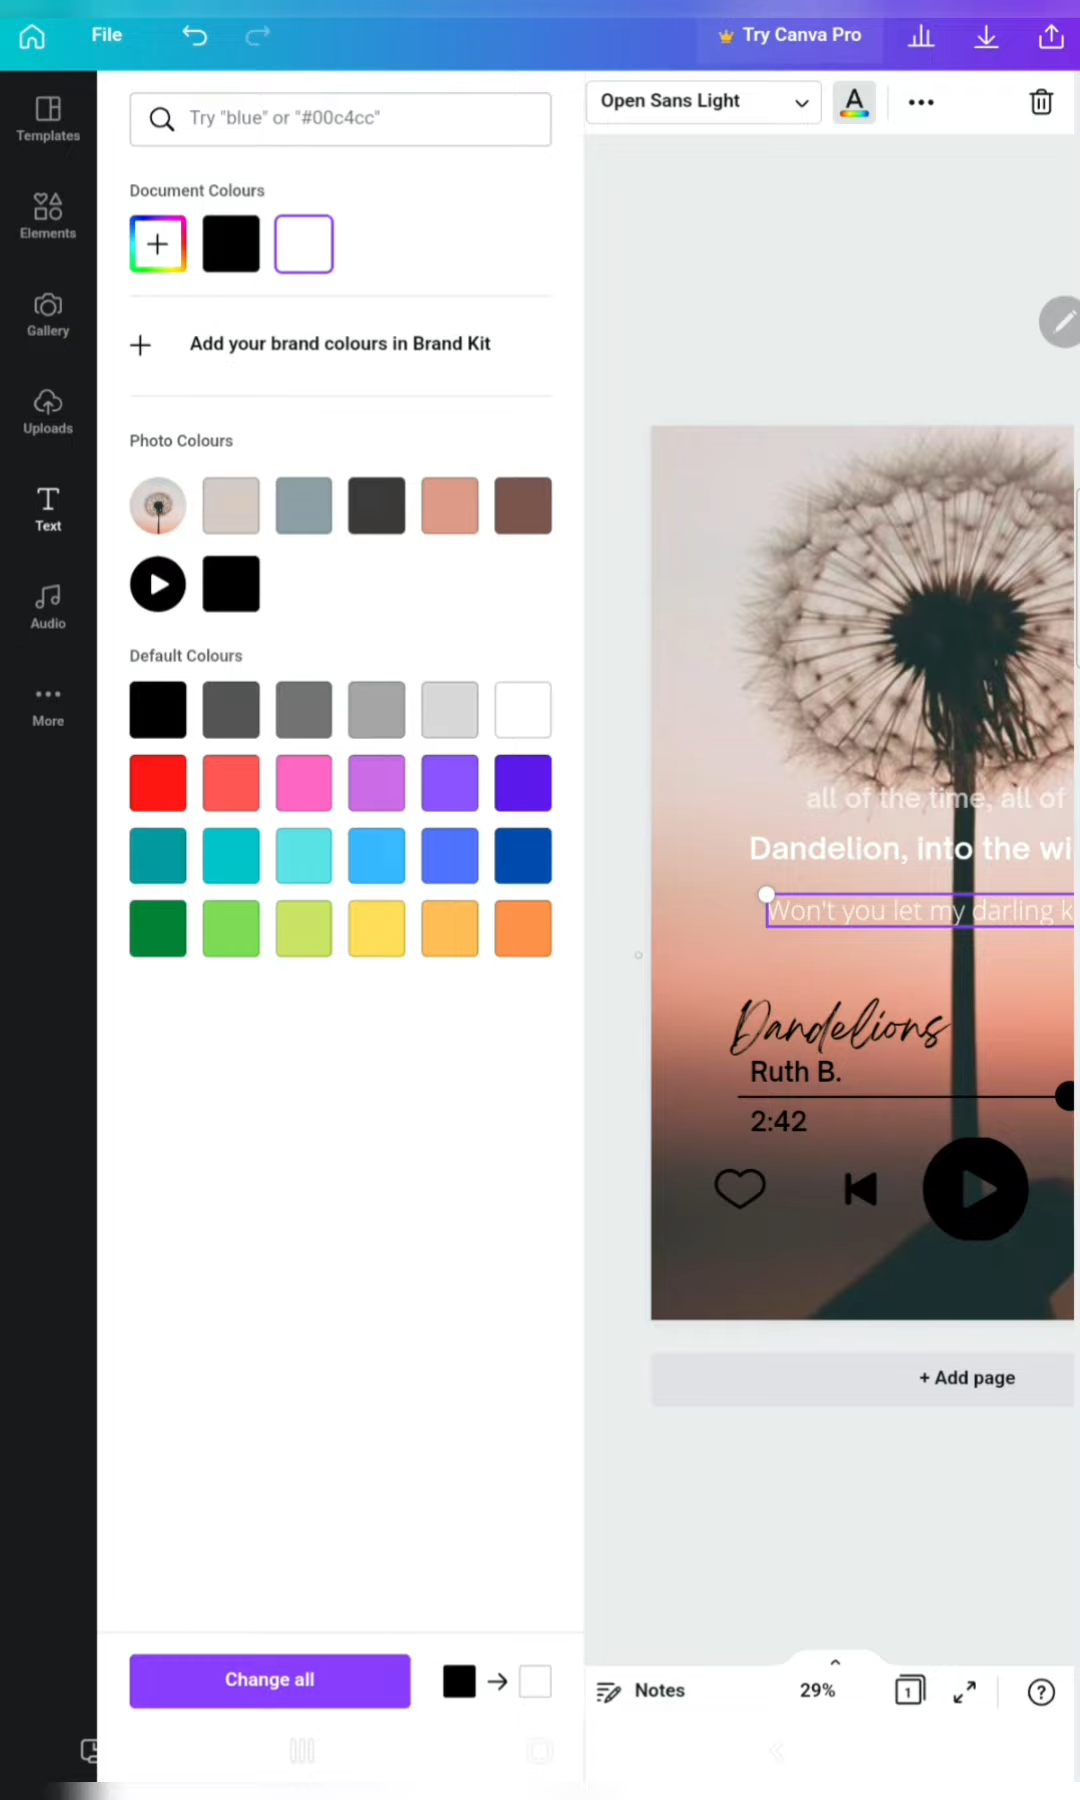 File
Try Canva Pro
Templates
Elements
Gallery
Uploads
Text
Audio
More
Try "blue" or "#00c4cc"
Document Colours
Add your brand colours in Brand Kit
Photo Colours
Default Colours
Change all
Open Sans Light
A
all of the time, all of
Dandelion, into the wi
Won't you let my darling k
Dandelions
Ruth B.
2:42
+ Add page
Notes
29%
1
?